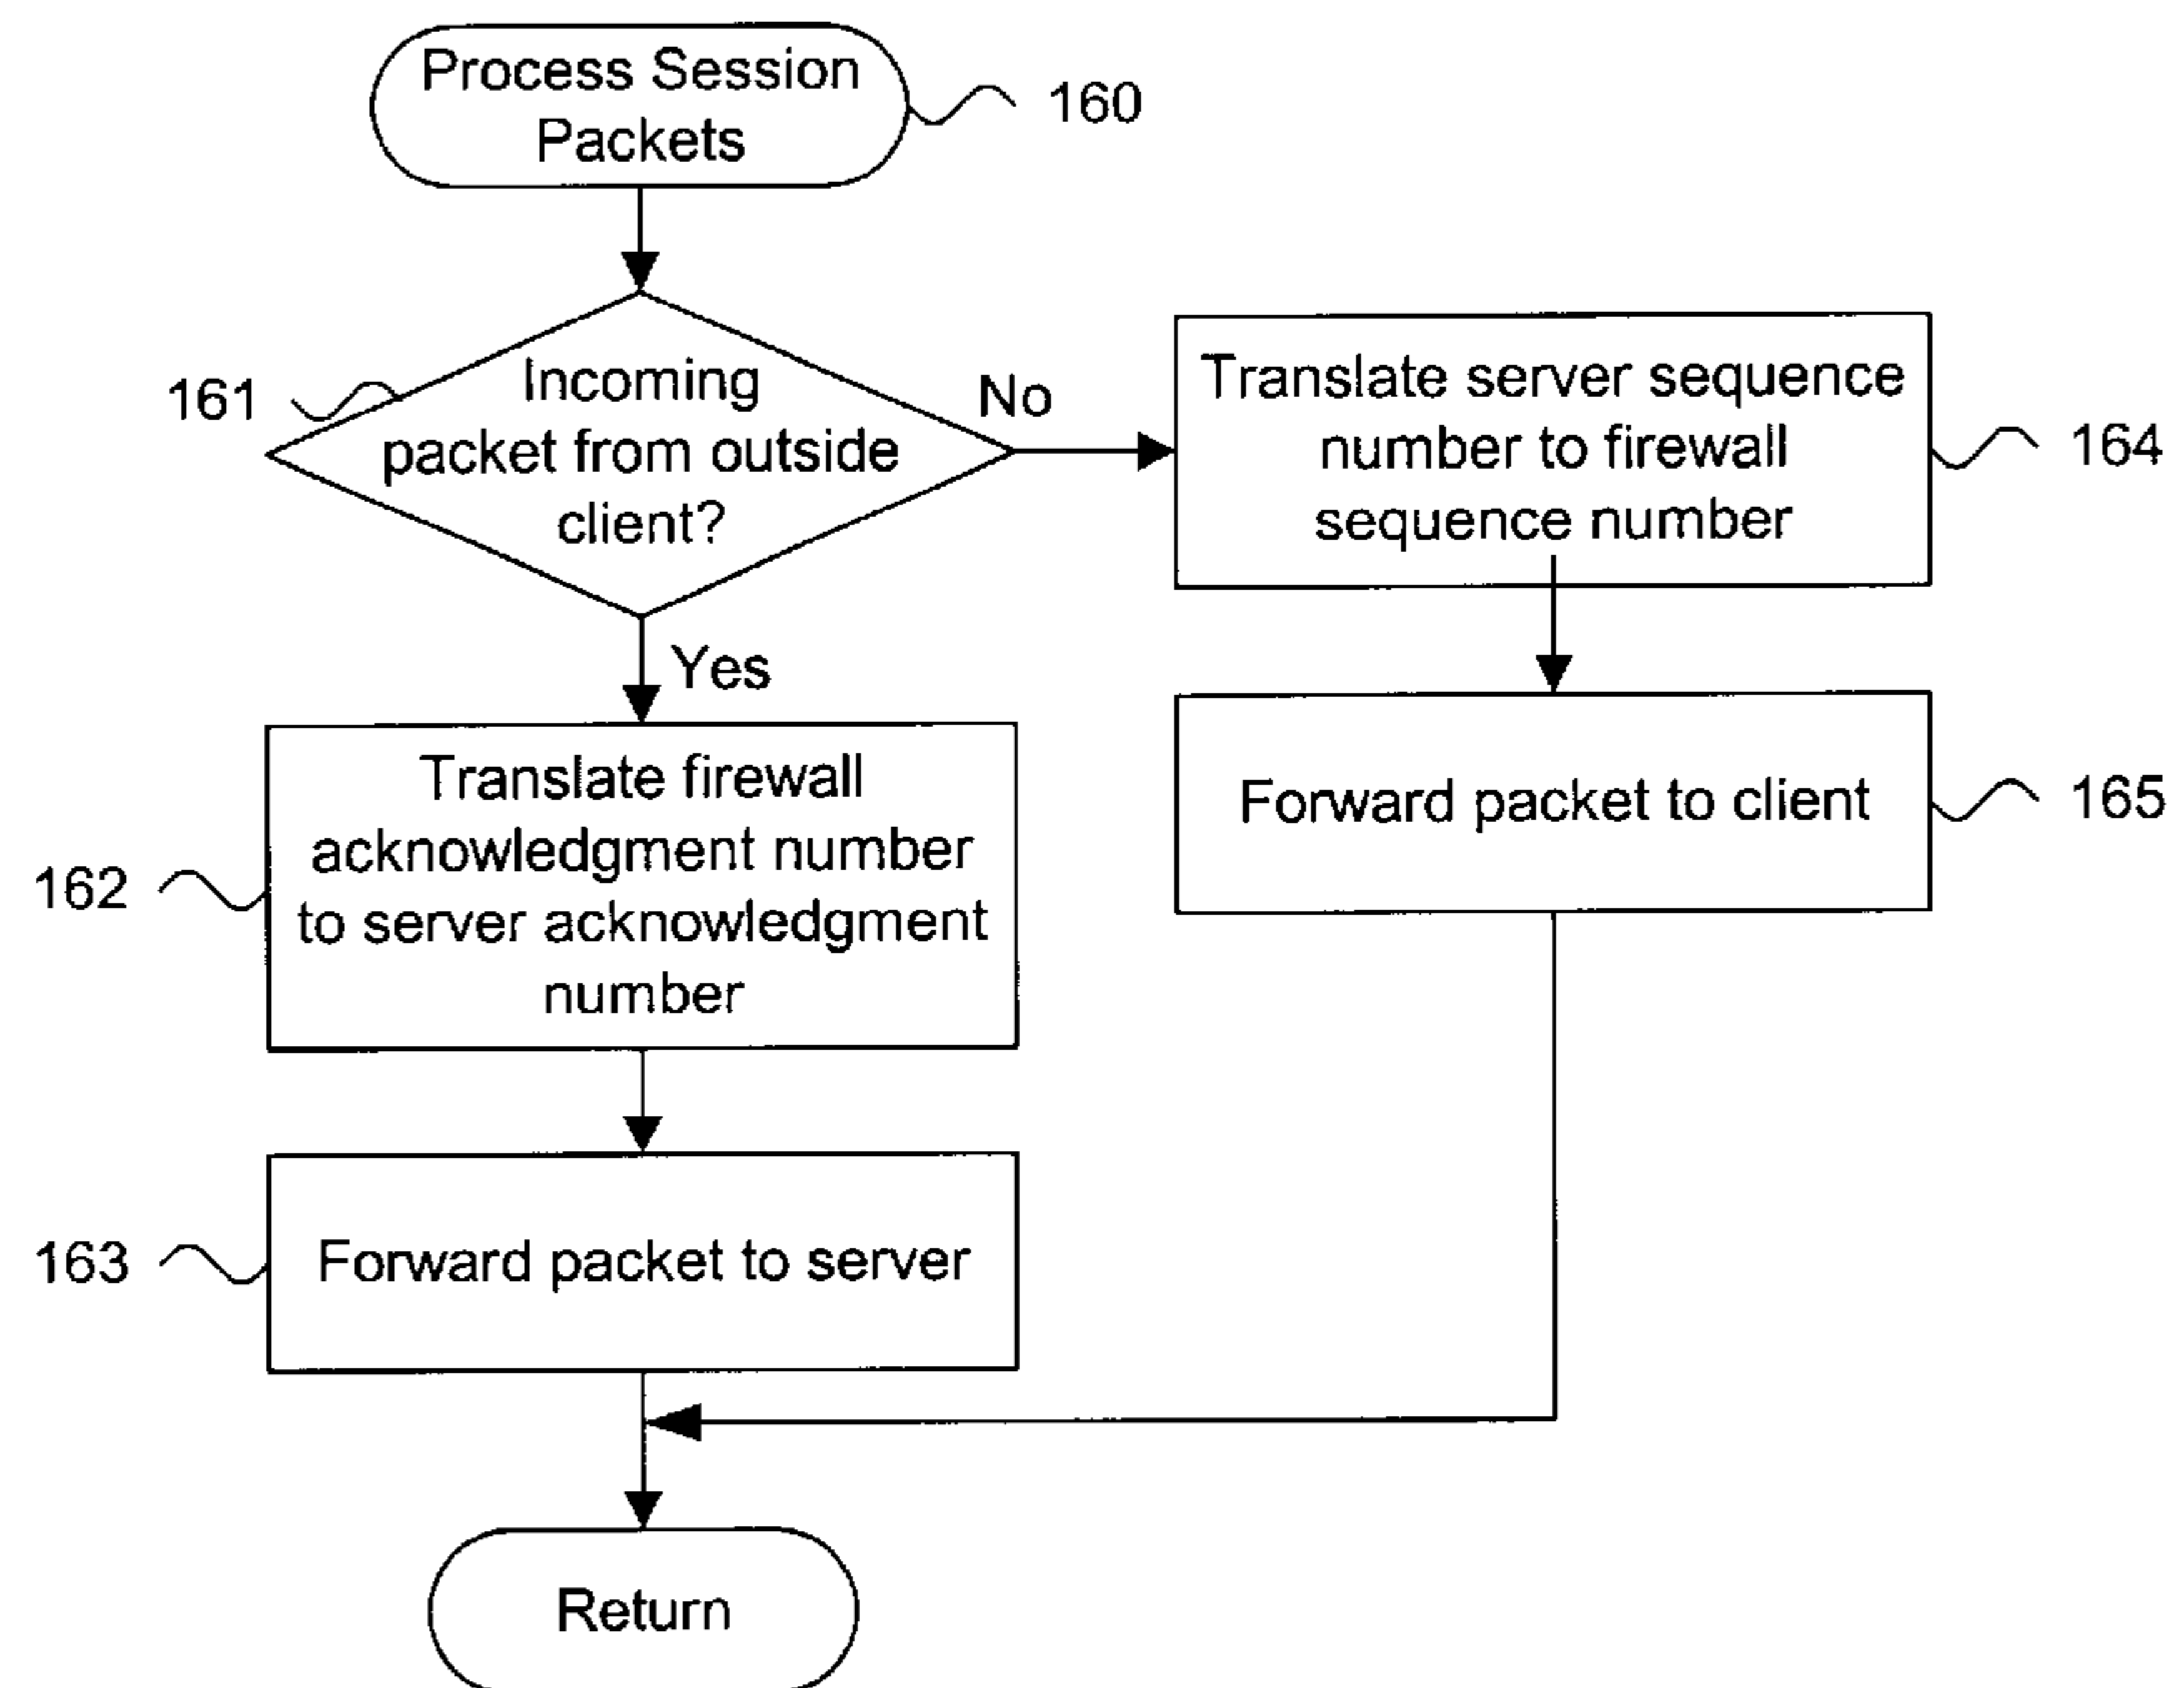 Process Session
Packets
160
161
Incoming
packet from outside
client?
No
Translate server sequence
number to firewall
sequence number
164
Yes
Translate firewall
acknowledgment number
to server acknowledgment
number
162
Forward packet to client
165
163
Forward packet to server
Return